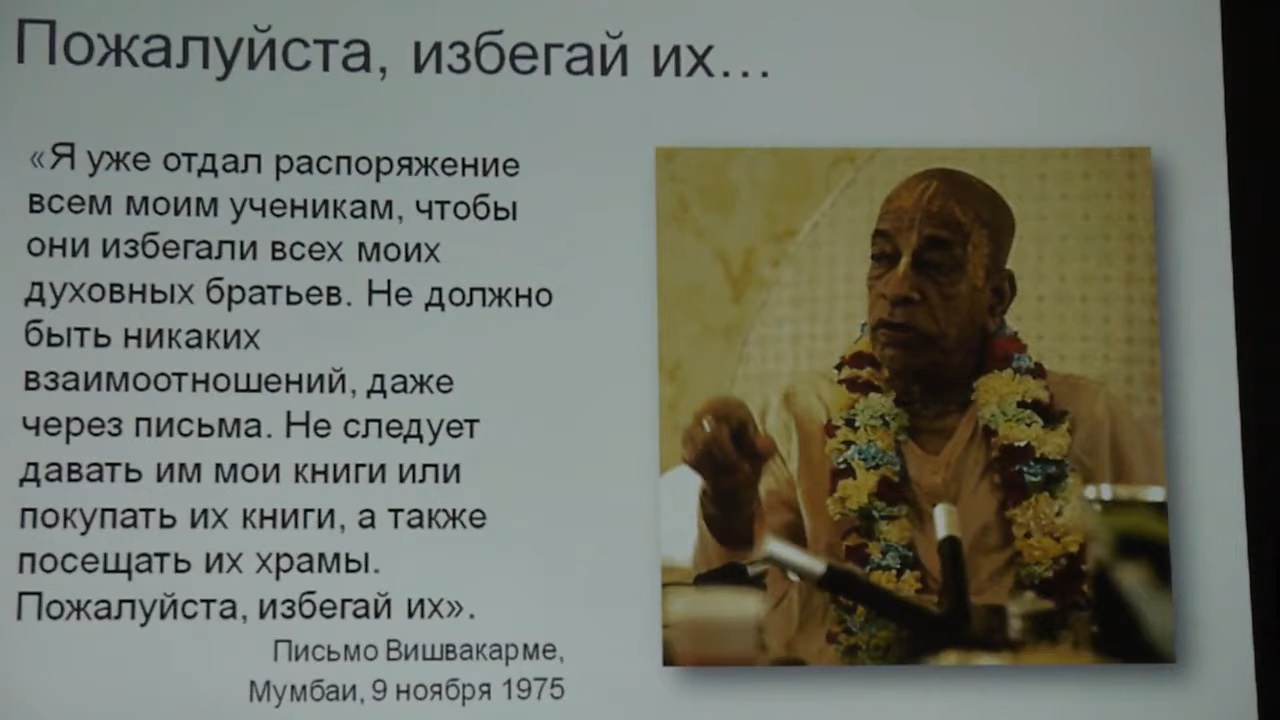 Пожалуйста, избегай их...
«Я уже отдал распоряжение
всем моим ученикам, чтобы
они избегали всех моих
духовных братьев. Не должно
быть никаких
взаимоотношений, даже
через письма. Не следует
давать им мои книги или
покупать их книги, а также
посещать их храмы.
Пожалуйста, избегай их».
Письмо Вишвакарме,
Мумбаи, 9 ноября 1975